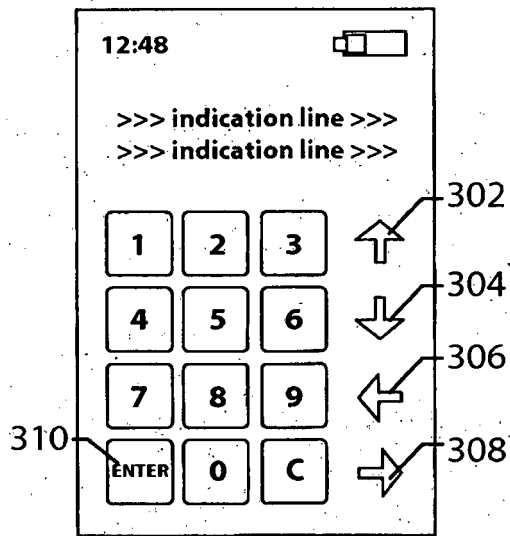 12:48
>>> indication line >>>
>>> indication line >>>
302
1 2 3
304
4 5 6
306
7 8 9
310
308
ENTER 0 C